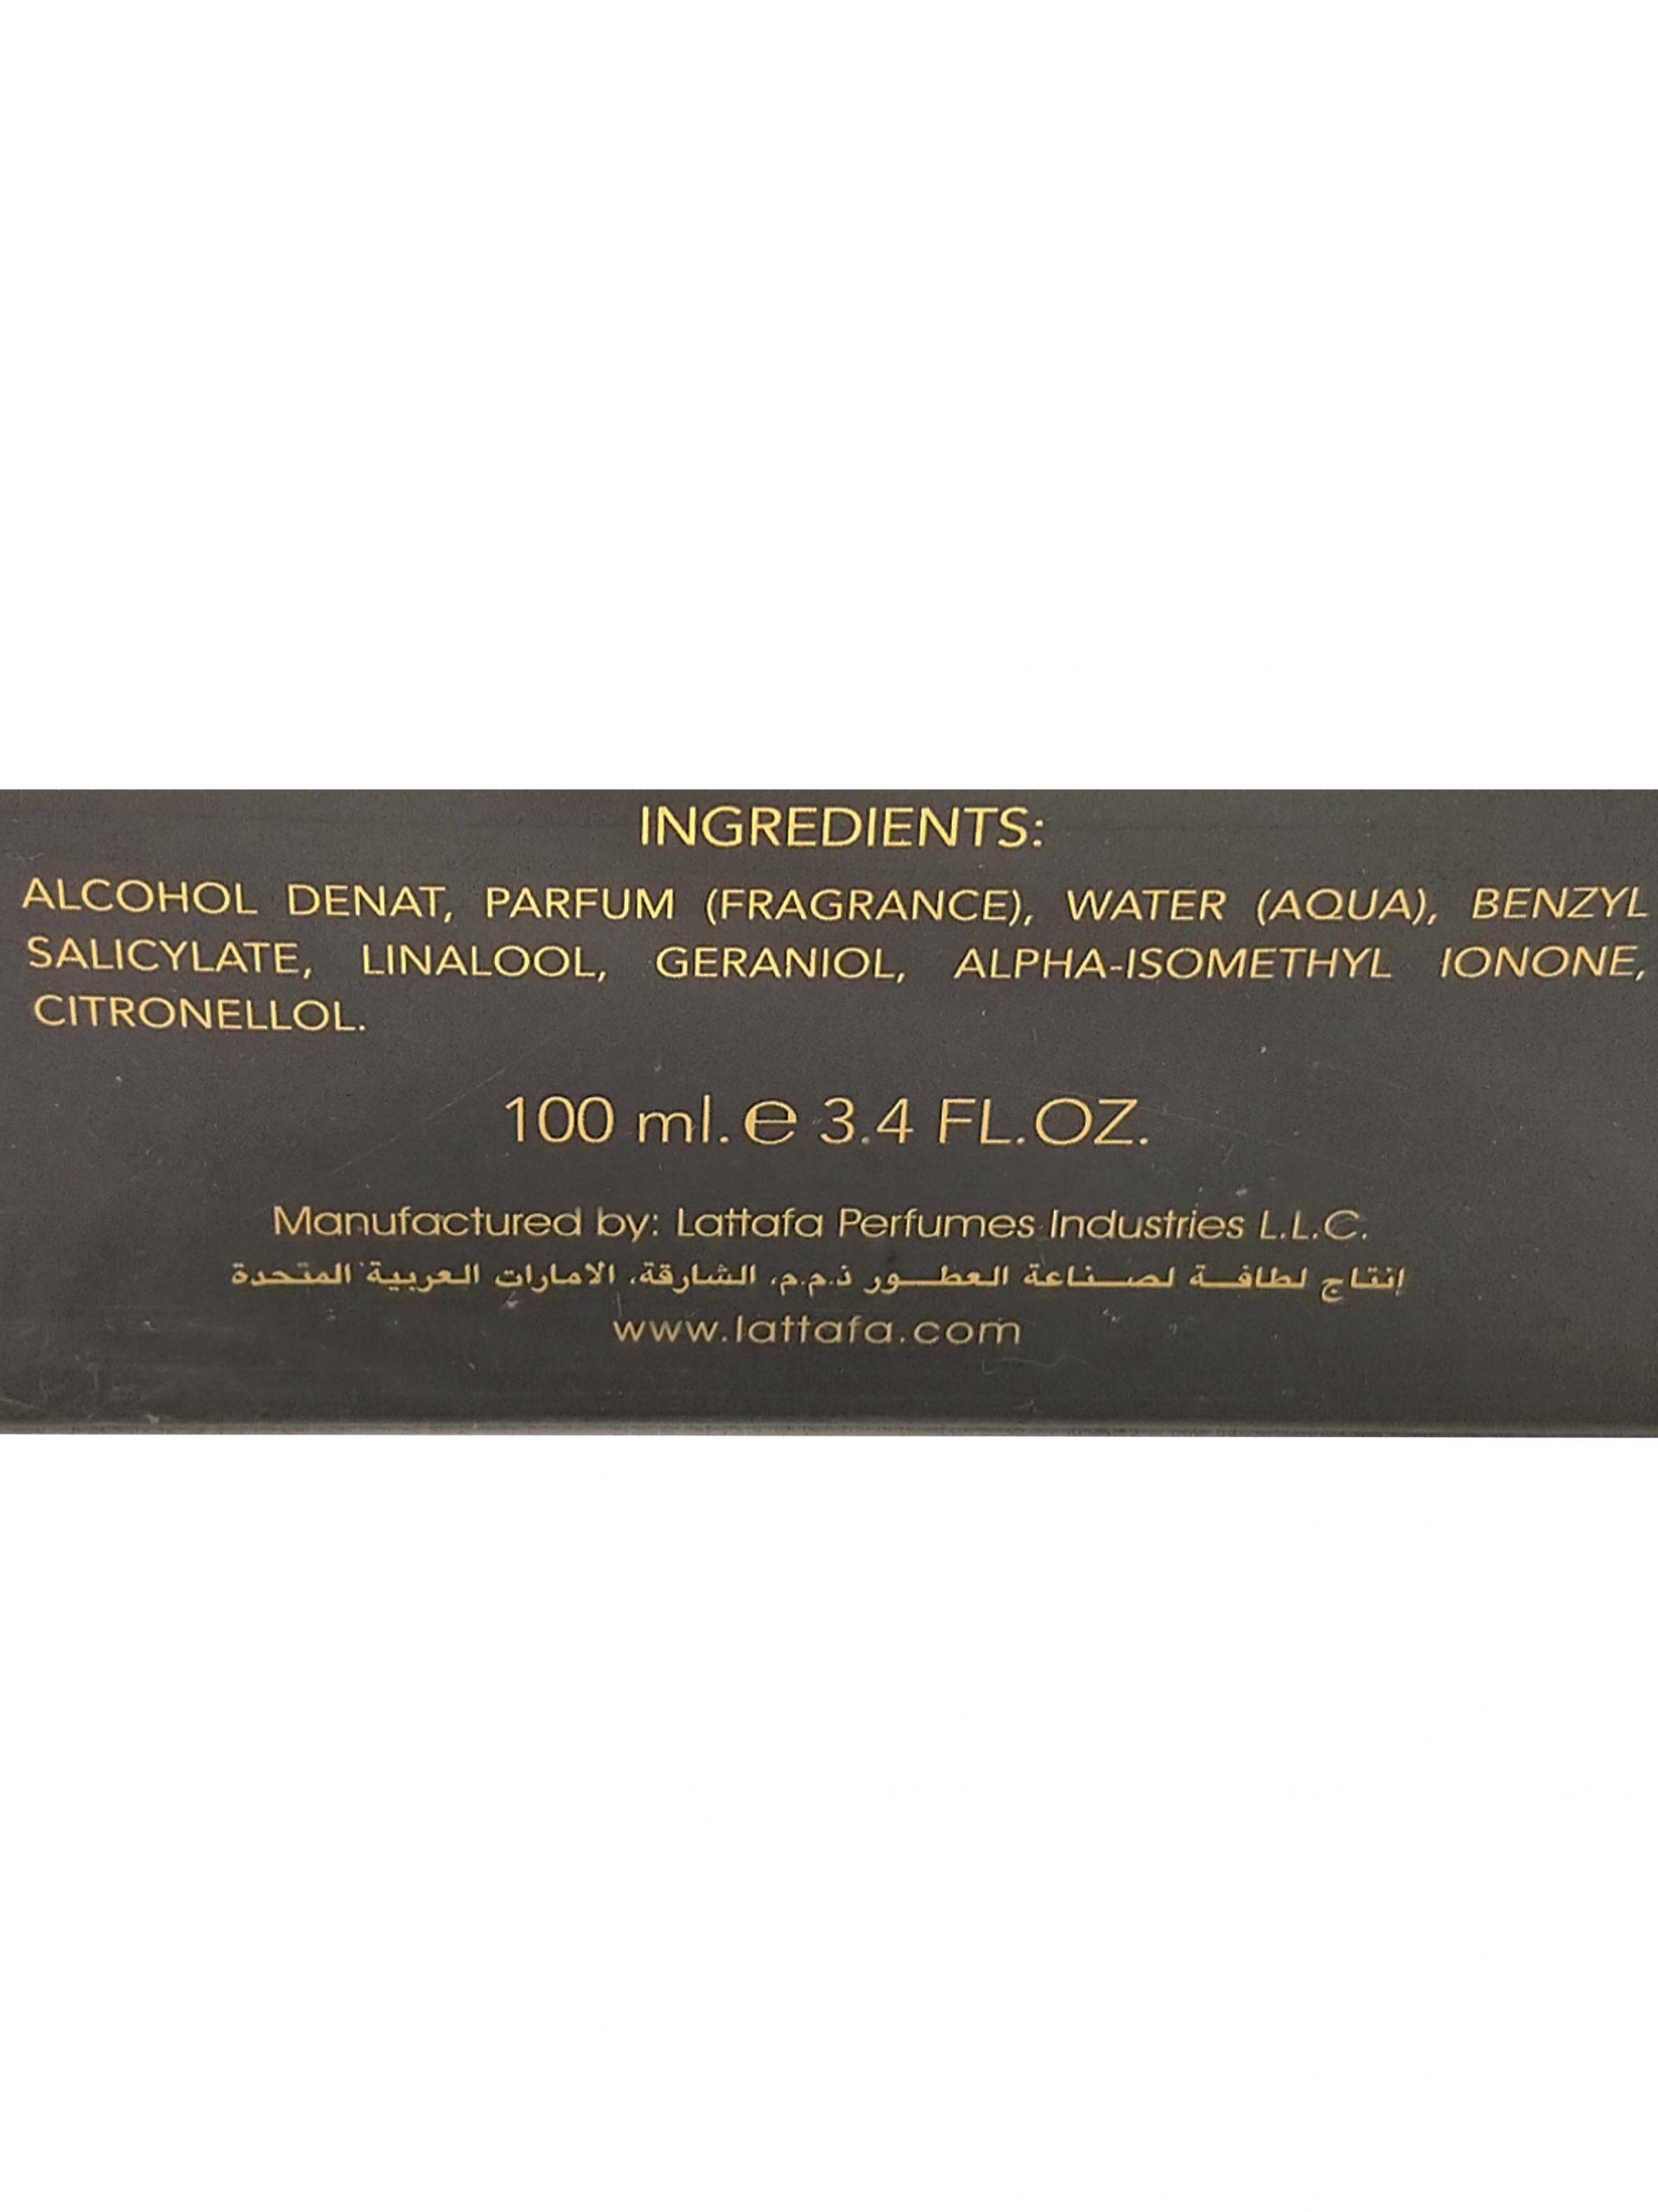 INGREDIENTS:
ALCOHOL DENAT, PARFUM (FRAGRANCE), WATER (AQUA), BENZYL
SALICYLATE, LINALOOL, GERANIOL, ALPHA-ISOMETHYL IONONE,
CITRONELLOL.
100 ml. e 3.4 FL.OZ.
Manufactured by: Lattafa Perfumes Industries L.L.C.
إنتاج لطافـة لصـناعة العطـور ذ.م.م، الشارقة، الامارات العربية المتحدة
www.lattafa.com